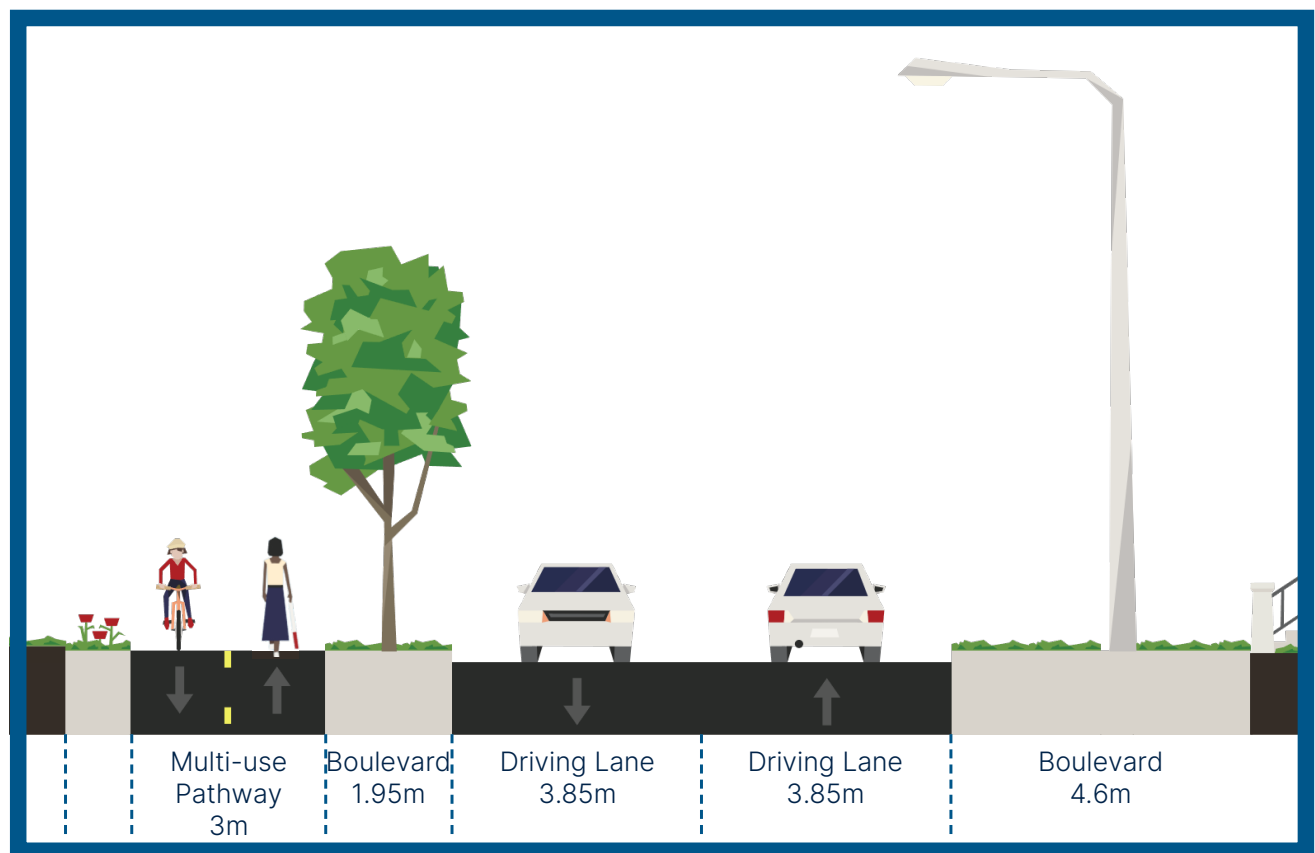 Multi-use
Pathway
3m
Boulevard
1.95m
Driving Lane
3.85m
Driving Lane
3.85m
Boulevard
4.6m